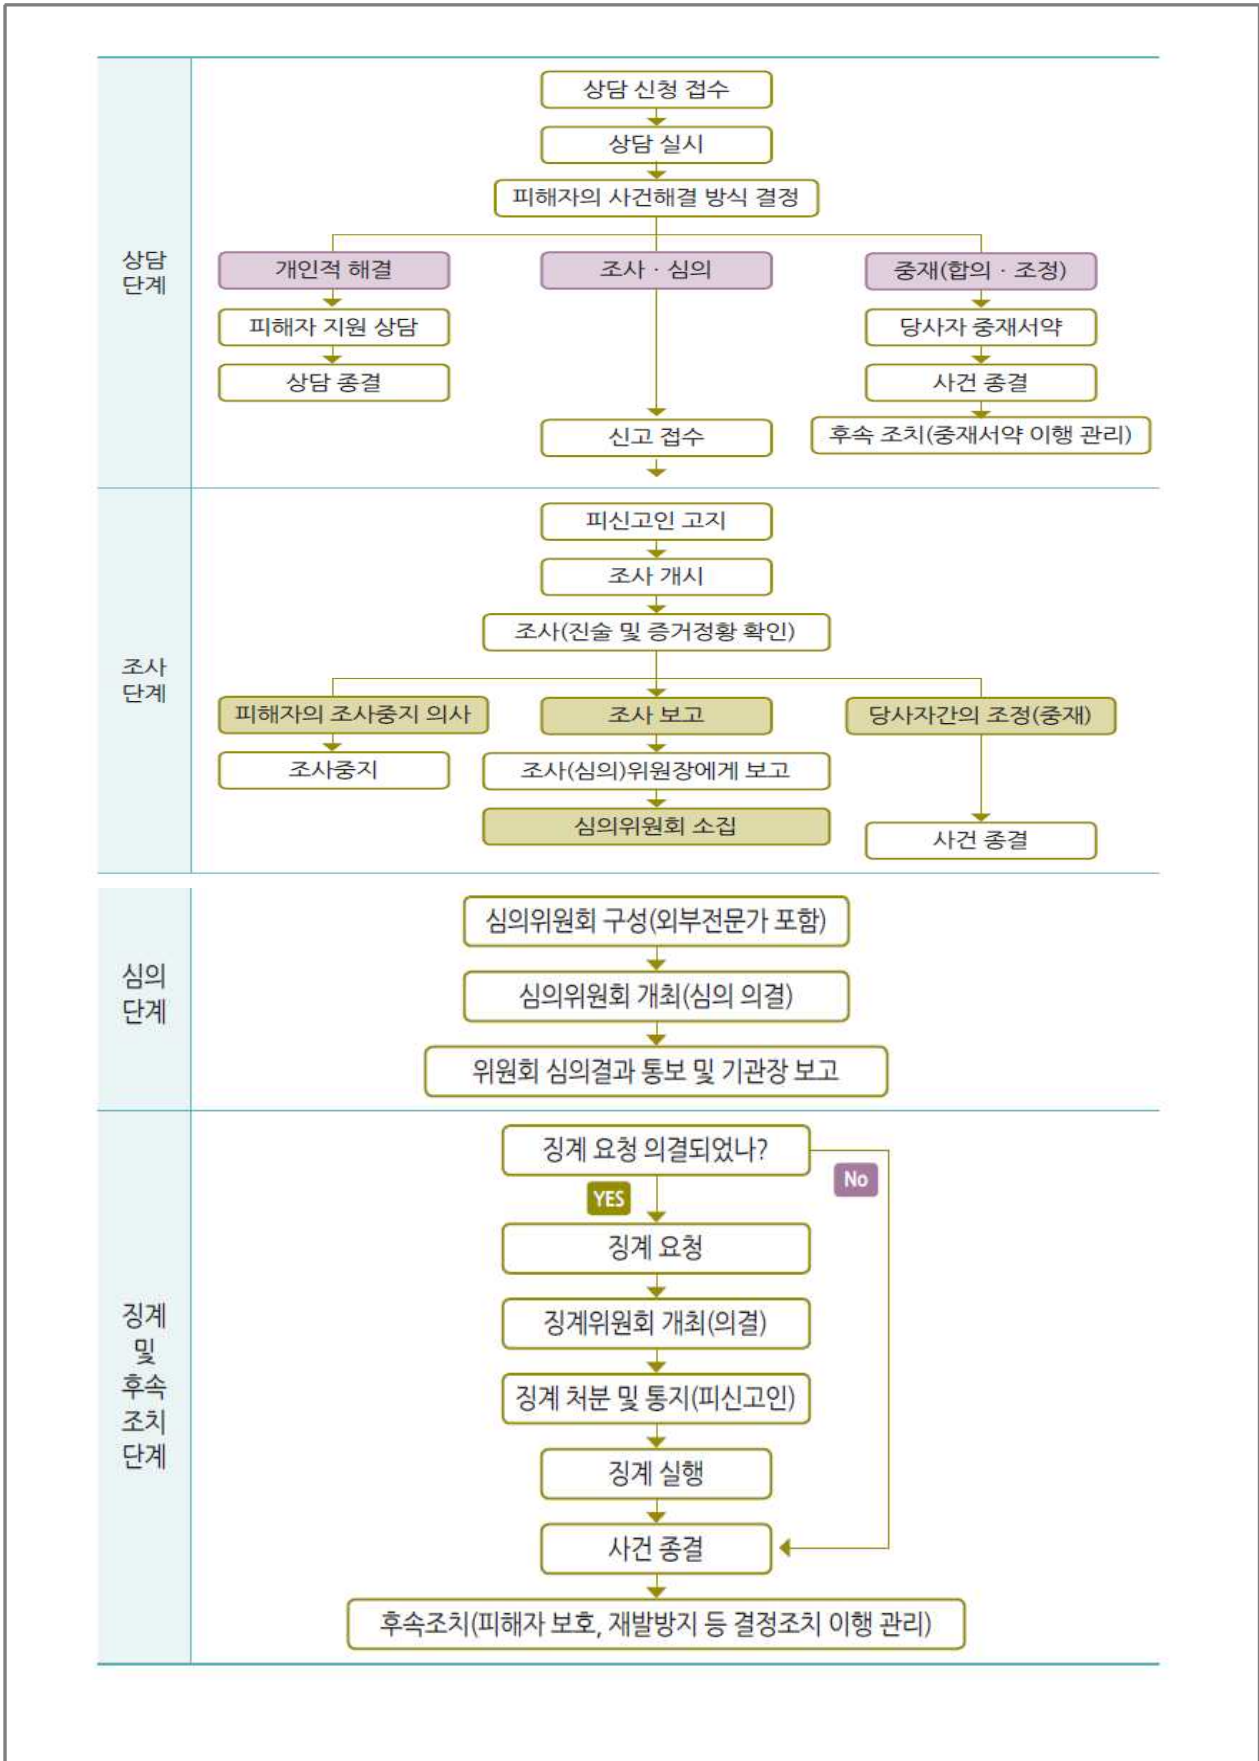 상담
단계
상담 신청 접수
상담 실시
피해자의 사건해결 방식 결정
개인적 해결
조사 · 심의
중재(합의 · 조정)
피해자 지원 상담
당사자 중재서약
상담 종결
사건 종결
신고 접수
후속 조치(중재서약 이행 관리)
조사
단계
피신고인 고지
조사 개시
조사(진술 및 증거정황 확인)
피해자의 조사중지 의사
조사 보고
당사자간의 조정(중재)
조사중지
조사(심의)위원장에게 보고
심의위원회 소집
사건 종결
심의
단계
심의위원회 구성(외부전문가 포함)
심의위원회 개최(심의 의결)
위원회 심의결과 통보 및 기관장 보고
징계
및
후속
조치
단계
징계 요청 의결되었나?
No
YES
징계 요청
징계위원회 개최(의결)
징계 처분 및 통지(피신고인)
징계 실행
사건 종결
후속조치(피해자 보호, 재발방지 등 결정조치 이행 관리)